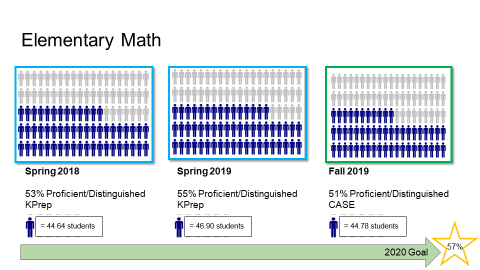 Elementary Math
Spring 2018
53% Proficient/Distinguished
KPrep
= 44.64 students
Spring 2019
55% Proficient/Distinguished
KPrep
= 46.90 students
Fall 2019
51% Proficient/Distinguished
CASE
= 44.78 students
2020 Goal
57%